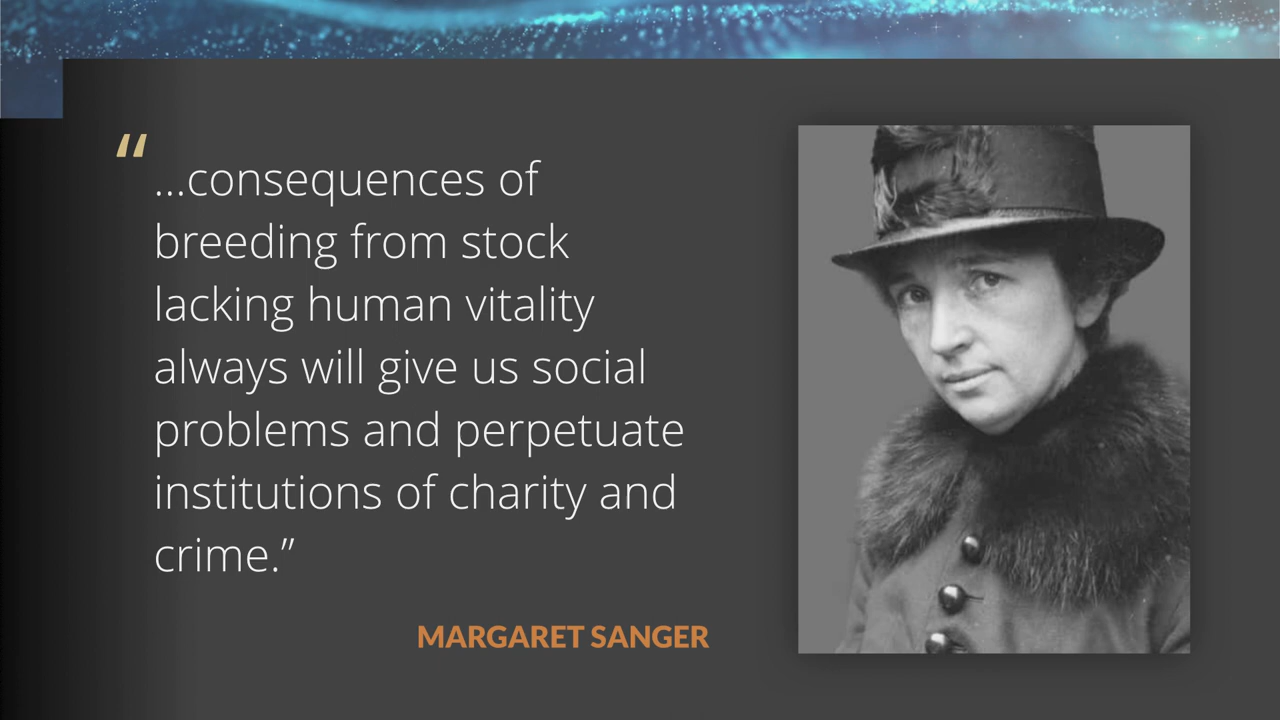 “
...consequences of
breeding from stock
lacking human vitality
always will give us social
problems and perpetuate
institutions of charity and
crime.”
MARGARET SANGER